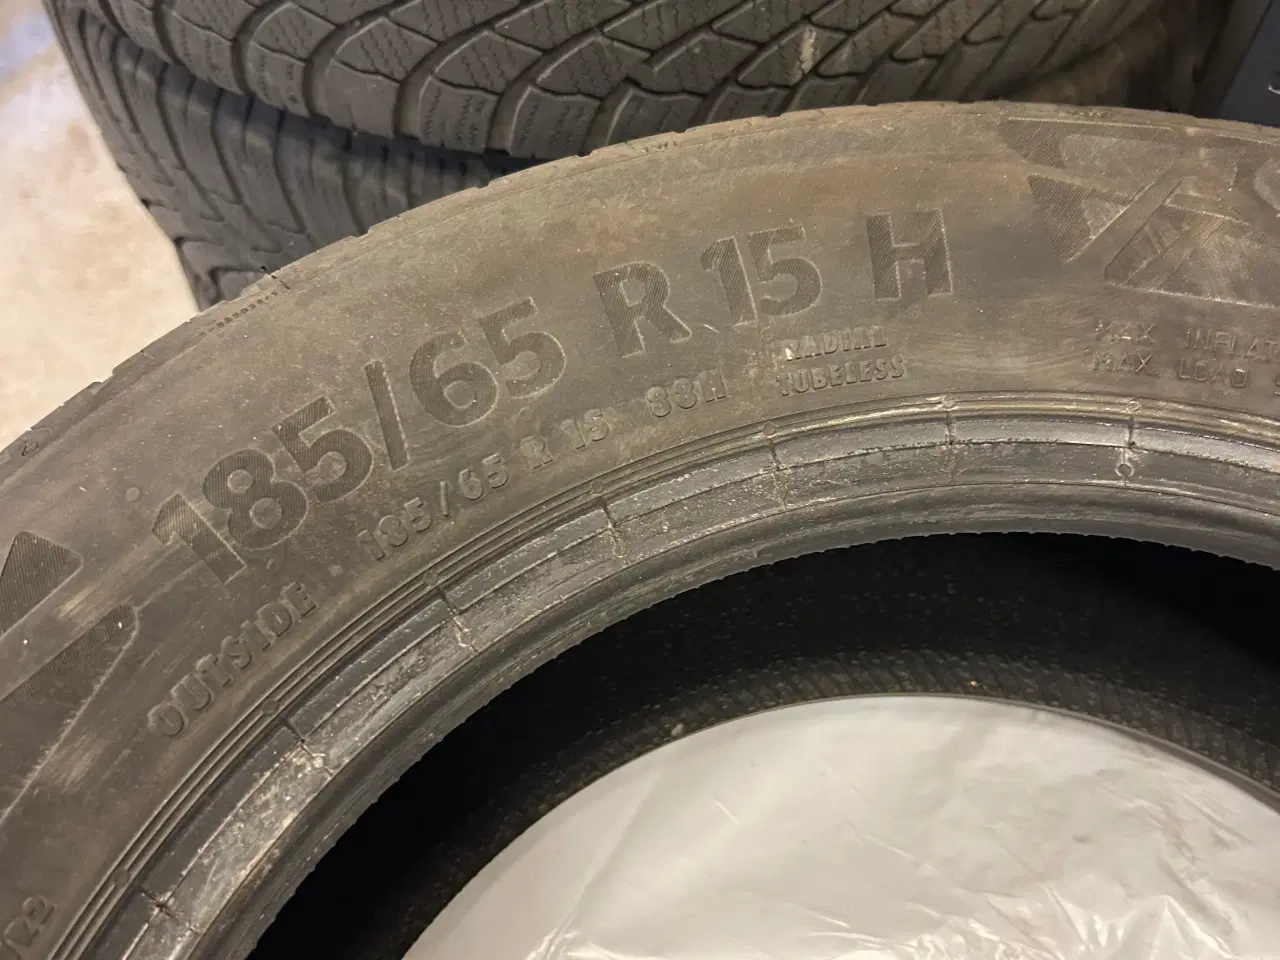 185/65 R 15 H
185/65 R 15 88H
RADIAL
TUBELESS
OUTSIDE
MAX INFLAT
MAX. LOAD